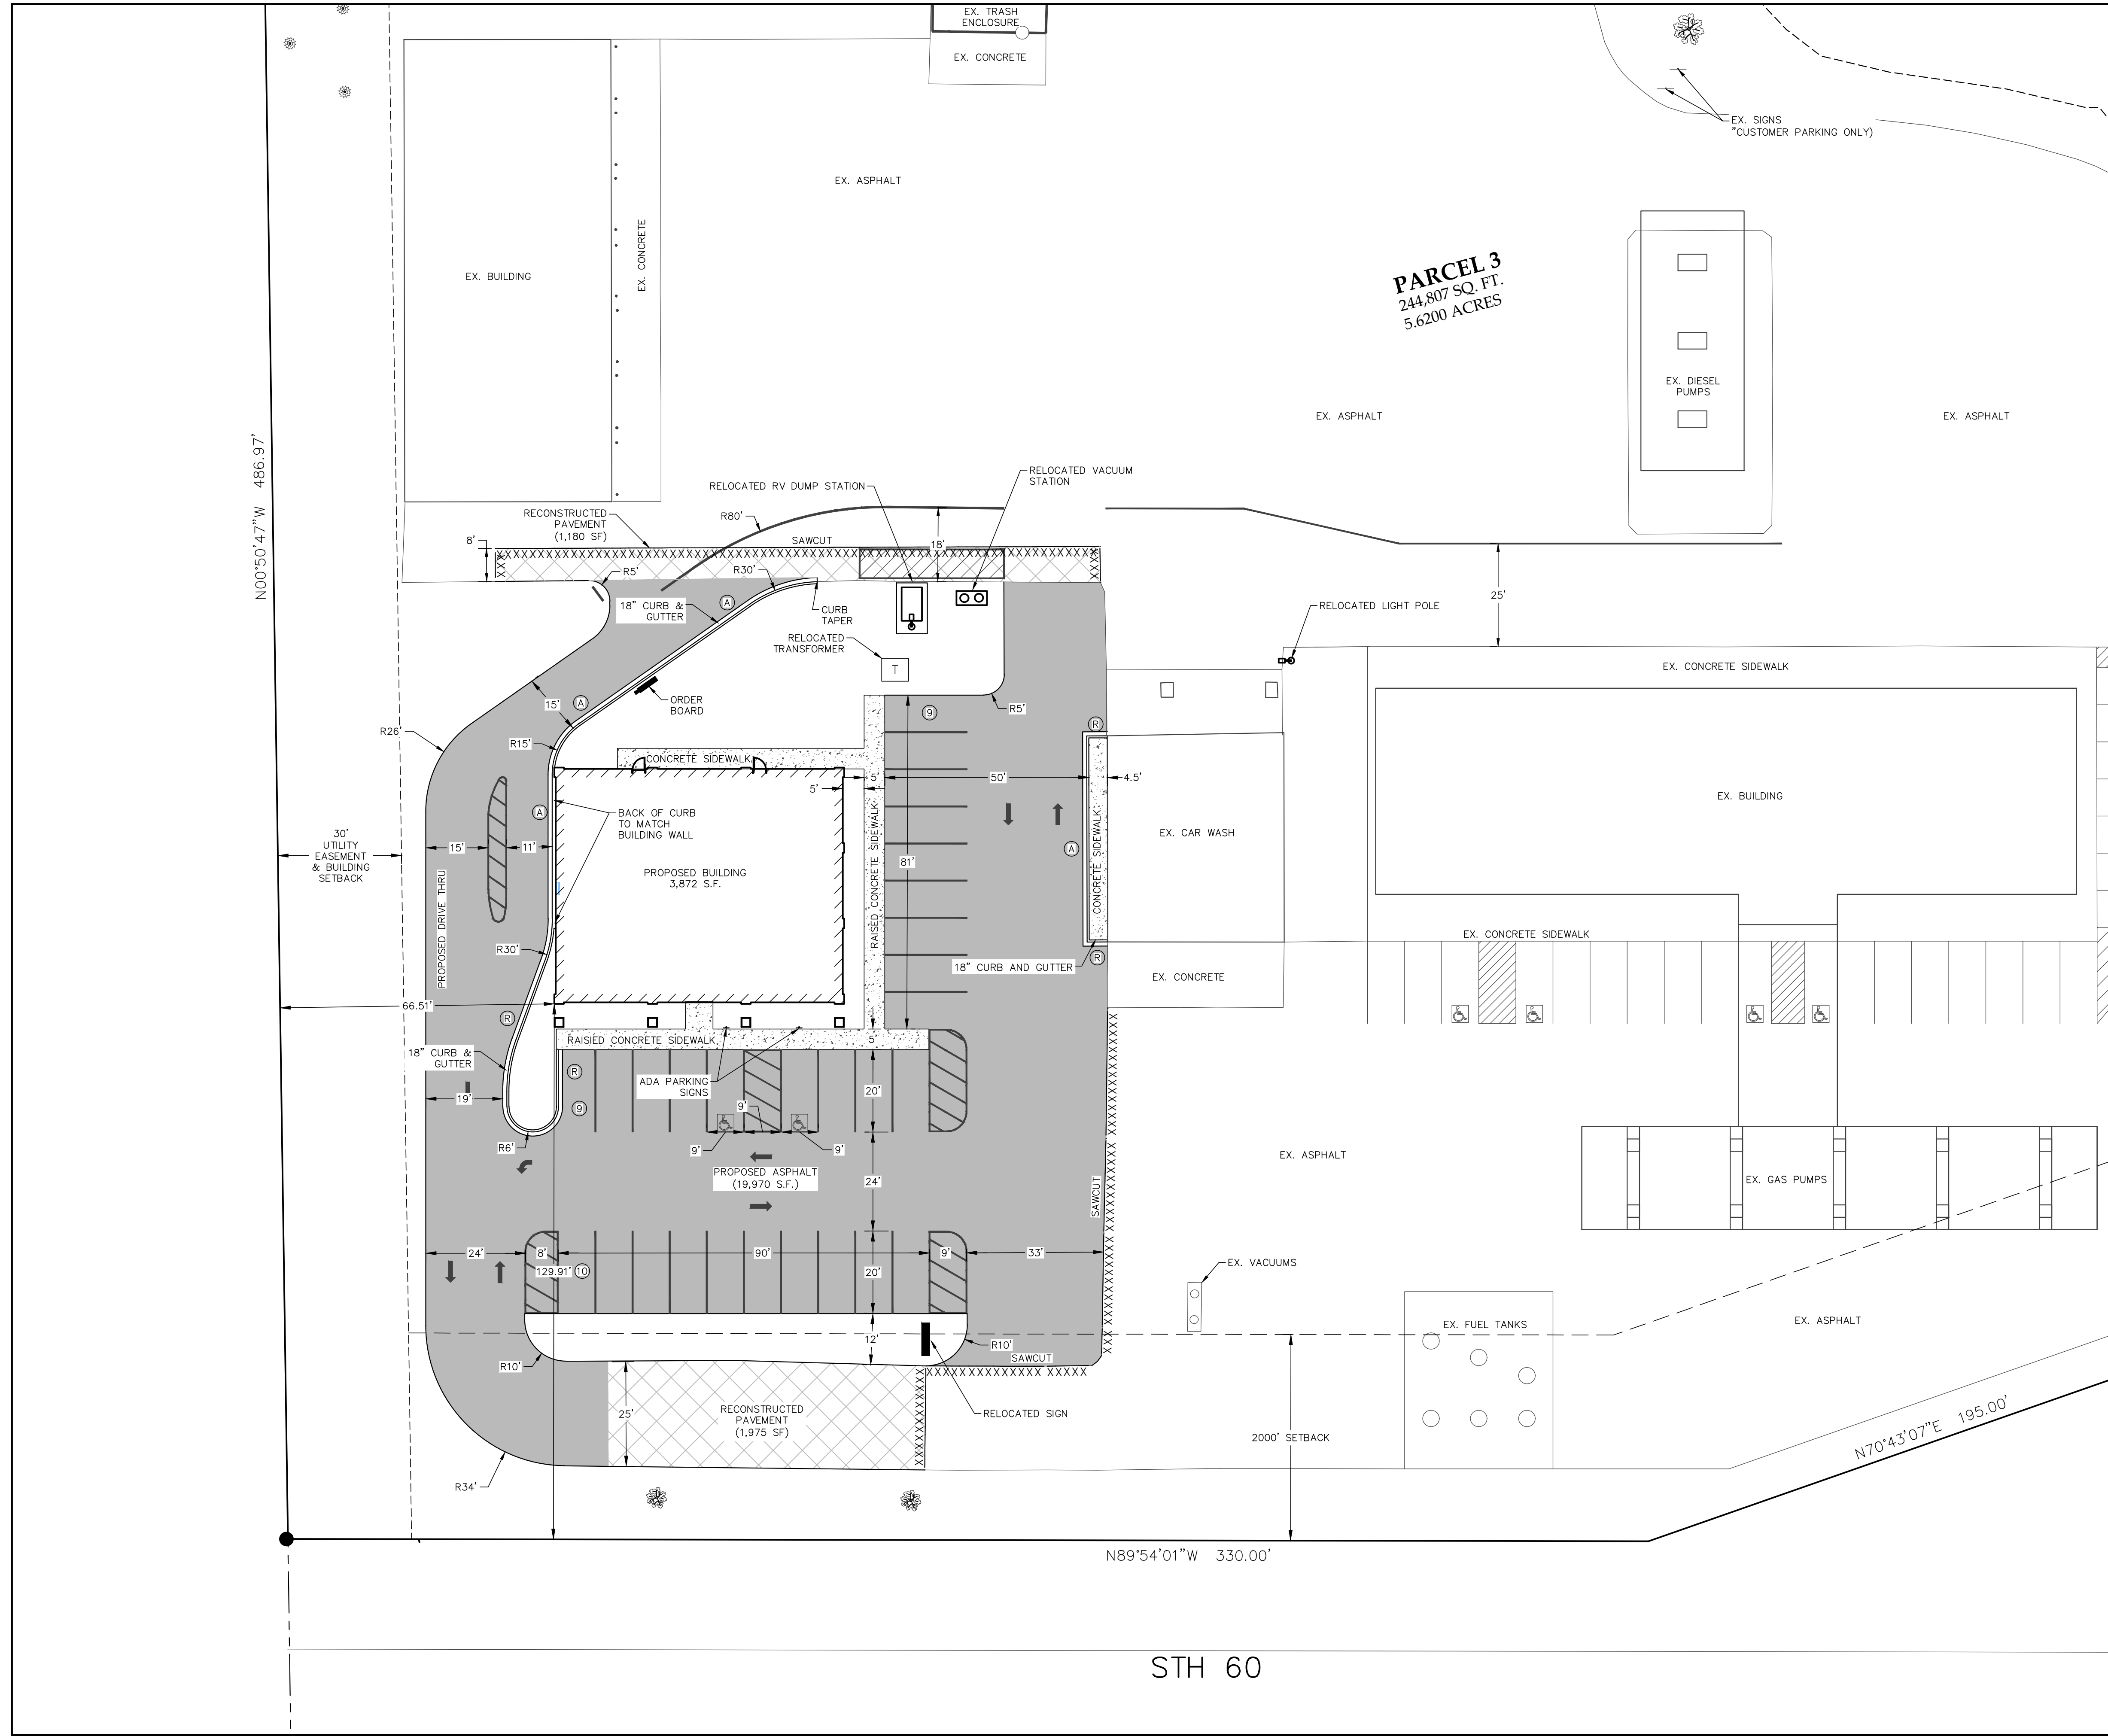 EX. TRASH
ENCLOSURE
EX. CONCRETE
EX. SIGNS
"CUSTOMER PARKING ONLY)
EX. ASPHALT
EX. BUILDING
EX. CONCRETE
PARCEL 3
244,807 SQ. FT.
5.6200 ACRES
EX. DIESEL
PUMPS
EX. ASPHALT
EX. ASPHALT
N00°50'47"W 486.97'
RELOCATED VACUUM
STATION
RELOCATED RV DUMP STATION
RECONSTRUCTED
PAVEMENT
(1,180 SF)
R80'
8'
SAWCUT
18'
R5'
R30'
25'
18" CURB &
GUTTER
A
CURB
TAPER
RELOCATED LIGHT POLE
RELOCATED
TRANSFORMER
T
EX. CONCRETE SIDEWALK
15'
A
ORDER
BOARD
9
R5'
R
R26'
R15'
CONCRETE SIDEWALK
5'
50'
4.5'
5'
A
BACK OF CURB
TO MATCH
BUILDING WALL
30'
UTILITY
EASEMENT
& BUILDING
SETBACK
15'
11'
PROPOSED DRIVE THRU
PROPOSED BUILDING
3,872 S.F.
RAISED CONCRETE SIDEWALK
81'
A
CONCRETE SIDEWALK
EX. CAR WASH
EX. BUILDING
EX. CONCRETE SIDEWALK
R30'
R
18" CURB AND GUTTER
EX. CONCRETE
66.51'
R
RAISIED CONCRETE SIDEWALK
5'
18" CURB &
GUTTER
R
ADA PARKING
SIGNS
19'
9
9'
20'
R6'
9'
9'
PROPOSED ASPHALT
(19,970 S.F.)
24'
SAWCUT
EX. ASPHALT
EX. GAS PUMPS
24'
8'
90'
9'
33'
129.91'
10
20'
EX. VACUUMS
EX. FUEL TANKS
EX. ASPHALT
12'
R10'
R10'
SAWCUT
25'
RECONSTRUCTED
PAVEMENT
(1,975 SF)
RELOCATED SIGN
2000' SETBACK
N70°43'07"E 195.00'
R34'
N89°54'01"W 330.00'
STH 60